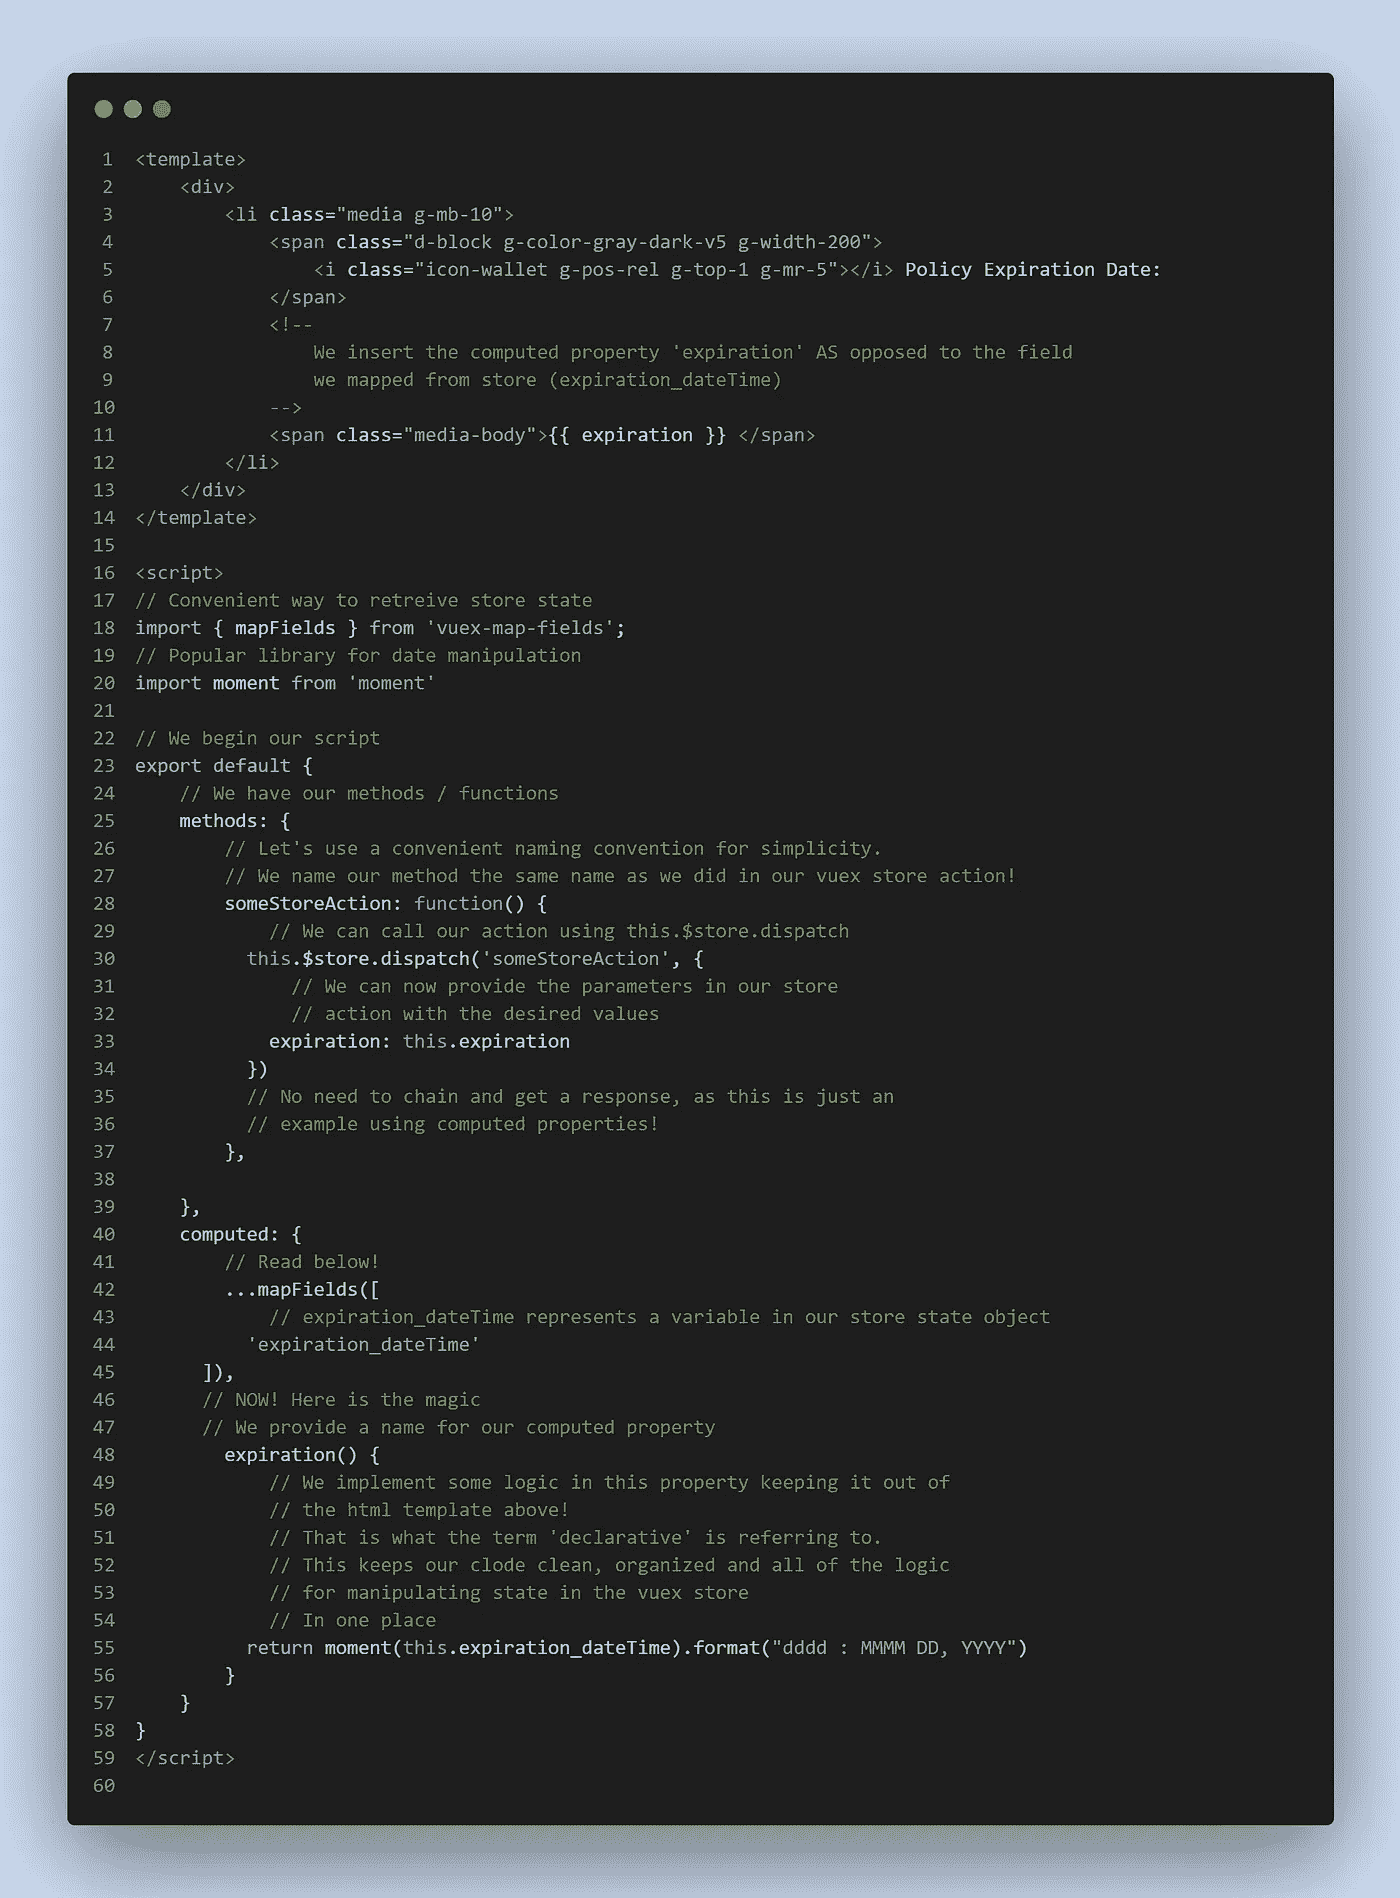 1 <template>
2     <div>
3         <li class="media g-mb-10">
4             <span class="d-block g-color-gray-dark-v5 g-width-200">
5                 <i class="icon-wallet g-pos-rel g-top-1 g-mr-5"></i> Policy Expiration Date:
6             </span>
7             <!--
8                 We insert the computed property 'expiration' AS opposed to the field
9                 we mapped from store (expiration_dateTime)
10             -->
11             <span class="media-body">{{ expiration }} </span>
12         </li>
13     </div>
14 </template>
15
16 <script>
17 // Convenient way to retreive store state
18 import { mapFields } from 'vuex-map-fields';
19 // Popular library for date manipulation
20 import moment from 'moment'
21
22 // We begin our script
23 export default {
24     // We have our methods / functions
25     methods: {
26         // Let's use a convenient naming convention for simplicity.
27         // We name our method the same name as we did in our vuex store action!
28         someStoreAction: function() {
29             // We can call our action using this.$store.dispatch
30           this.$store.dispatch('someStoreAction', {
31               // We can now provide the parameters in our store
32               // action with the desired values
33             expiration: this.expiration
34           })
35           // No need to chain and get a response, as this is just an
36           // example using computed properties!
37         },
38
39     },
40     computed: {
41         // Read below!
42         ...mapFields([
43             // expiration_dateTime represents a variable in our store state object
44           'expiration_dateTime'
45       ]),
46       // NOW! Here is the magic
47       // We provide a name for our computed property
48         expiration() {
49             // We implement some logic in this property keeping it out of
50             // the html template above!
51             // That is what the term 'declarative' is referring to.
52             // This keeps our clode clean, organized and all of the logic
53             // for manipulating state in the vuex store
54             // In one place
55           return moment(this.expiration_dateTime).format("dddd : MMMM DD, YYYY")
56         }
57     }
58 }
59 </script>
60